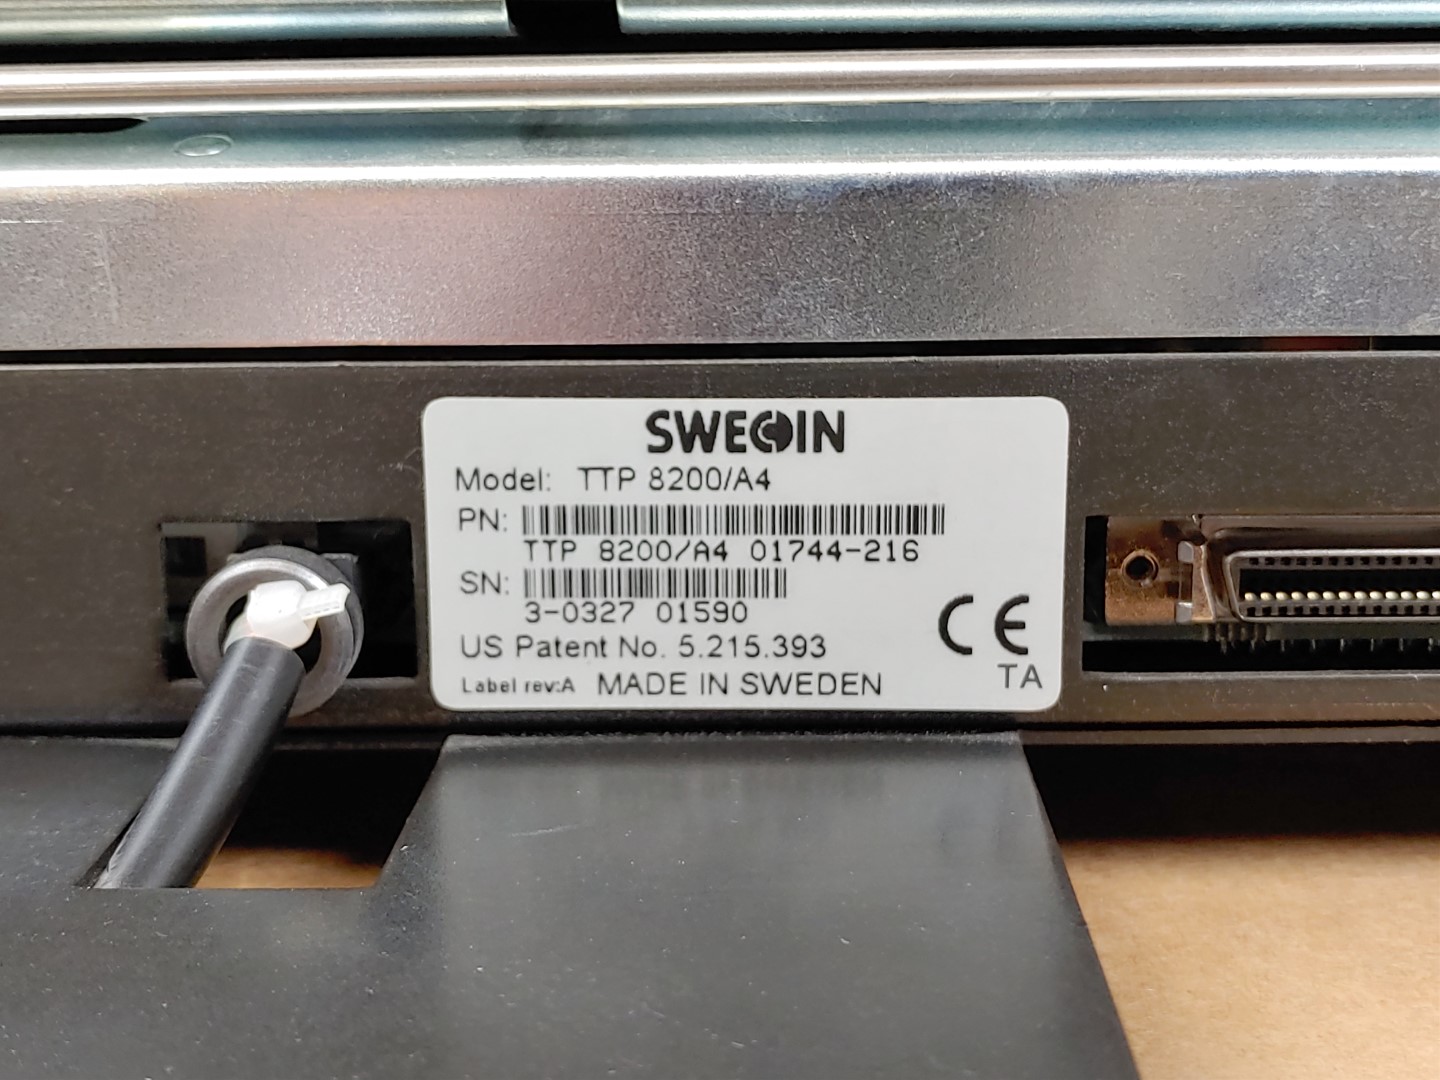 SWECOIN
Model: TTP 8200/A4
PN:
TTP 8200/A4 01744-216
SN:
3-0327 01590
US Patent No. 5.215.393
Label rev:A MADE IN SWEDEN
CE
TA